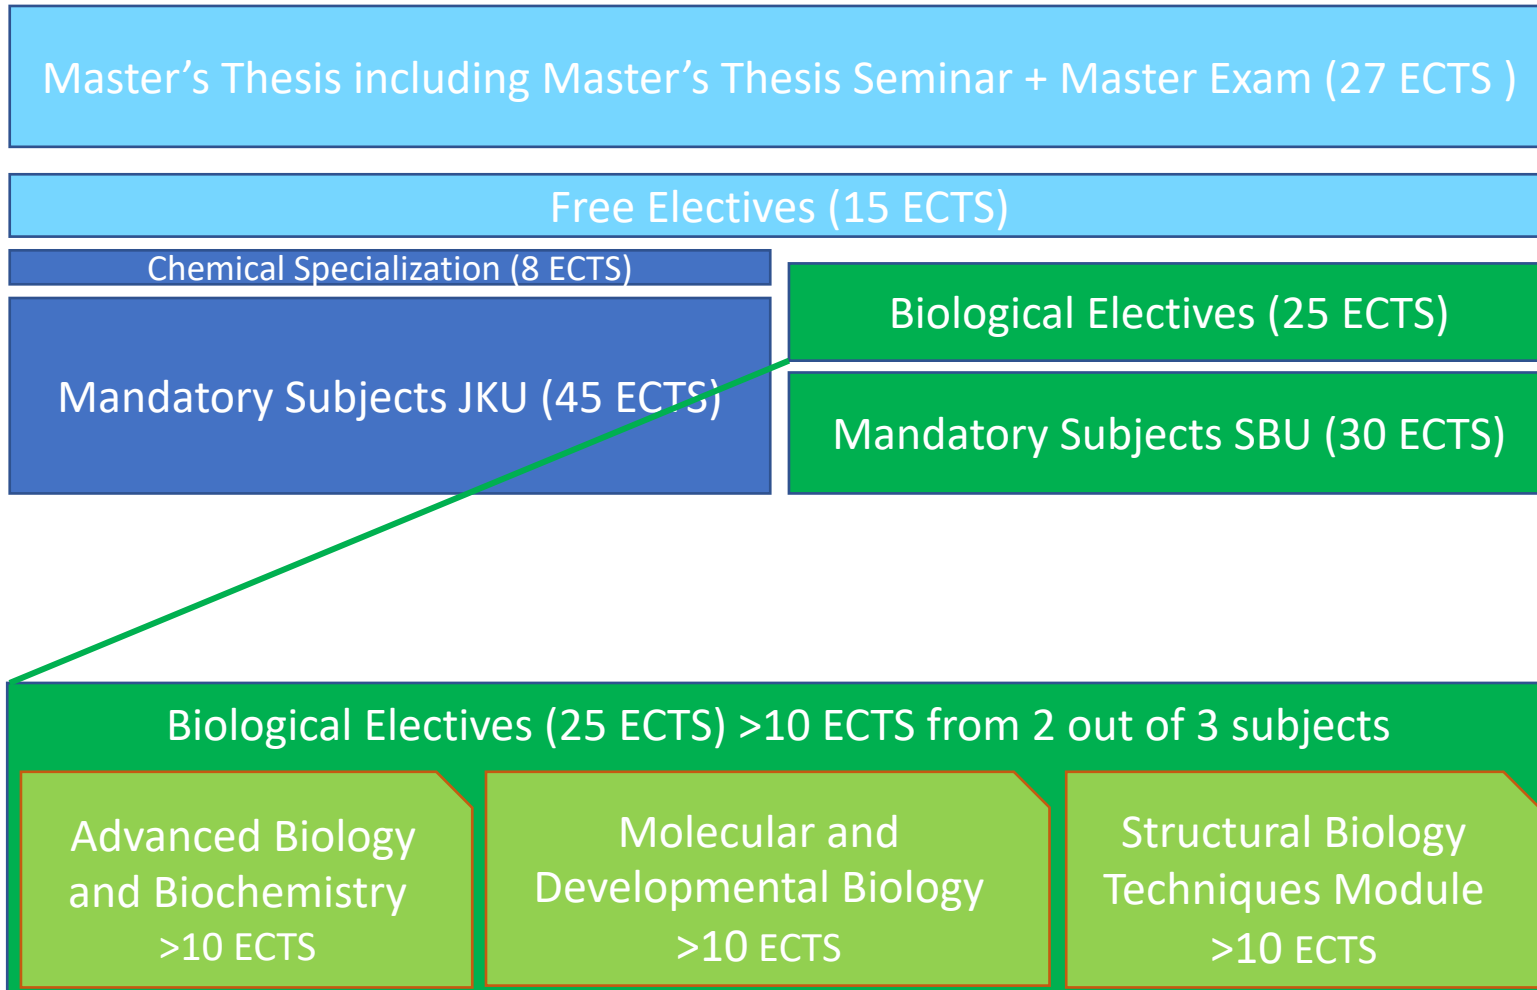 Master’s Thesis including Master’s Thesis Seminar + Master Exam (27 ECTS )
Free Electives (15 ECTS)
Chemical Specialization (8 ECTS)
Biological Electives (25 ECTS)
Mandatory Subjects JKU (45 ECTS)
Mandatory Subjects SBU (30 ECTS)
Biological Electives (25 ECTS) >10 ECTS from 2 out of 3 subjects
Advanced Biology
and Biochemistry
>10 ECTS
Molecular and
Developmental Biology
>10 ECTS
Structural Biology
Techniques Module
>10 ECTS